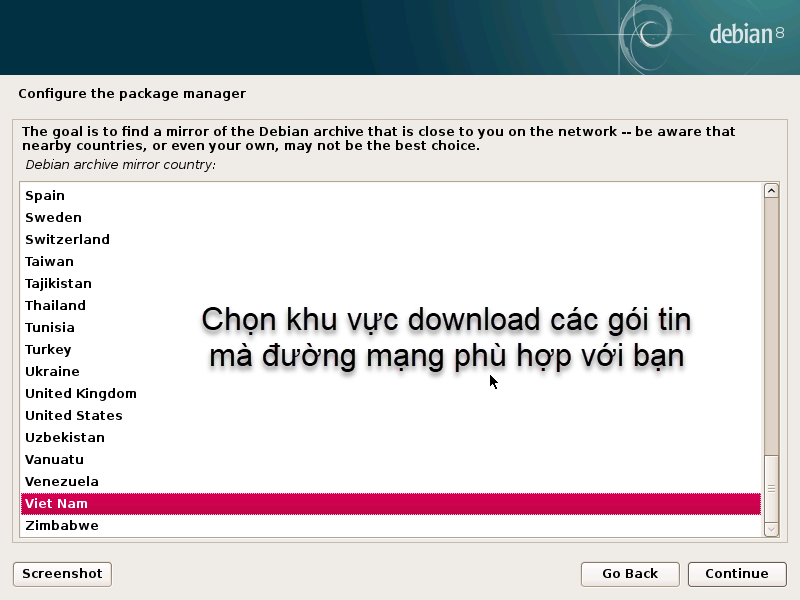 debian 8
Configure the package manager
The goal is to find a mirror of the Debian archive that is close to you on the network -- be aware that
nearby countries, or even your own, may not be the best choice.
Debian archive mirror country:
Spain
Sweden
Switzerland
Taiwan
Tajikistan
Thailand
Tunisia
Turkey
Ukraine
United Kingdom
United States
Uzbekistan
Vanuatu
Venezuela
Viet Nam
Zimbabwe
Chọn khu vực download các gói tin
mà đường mạng phù hợp với bạn
Screenshot
Go Back
Continue